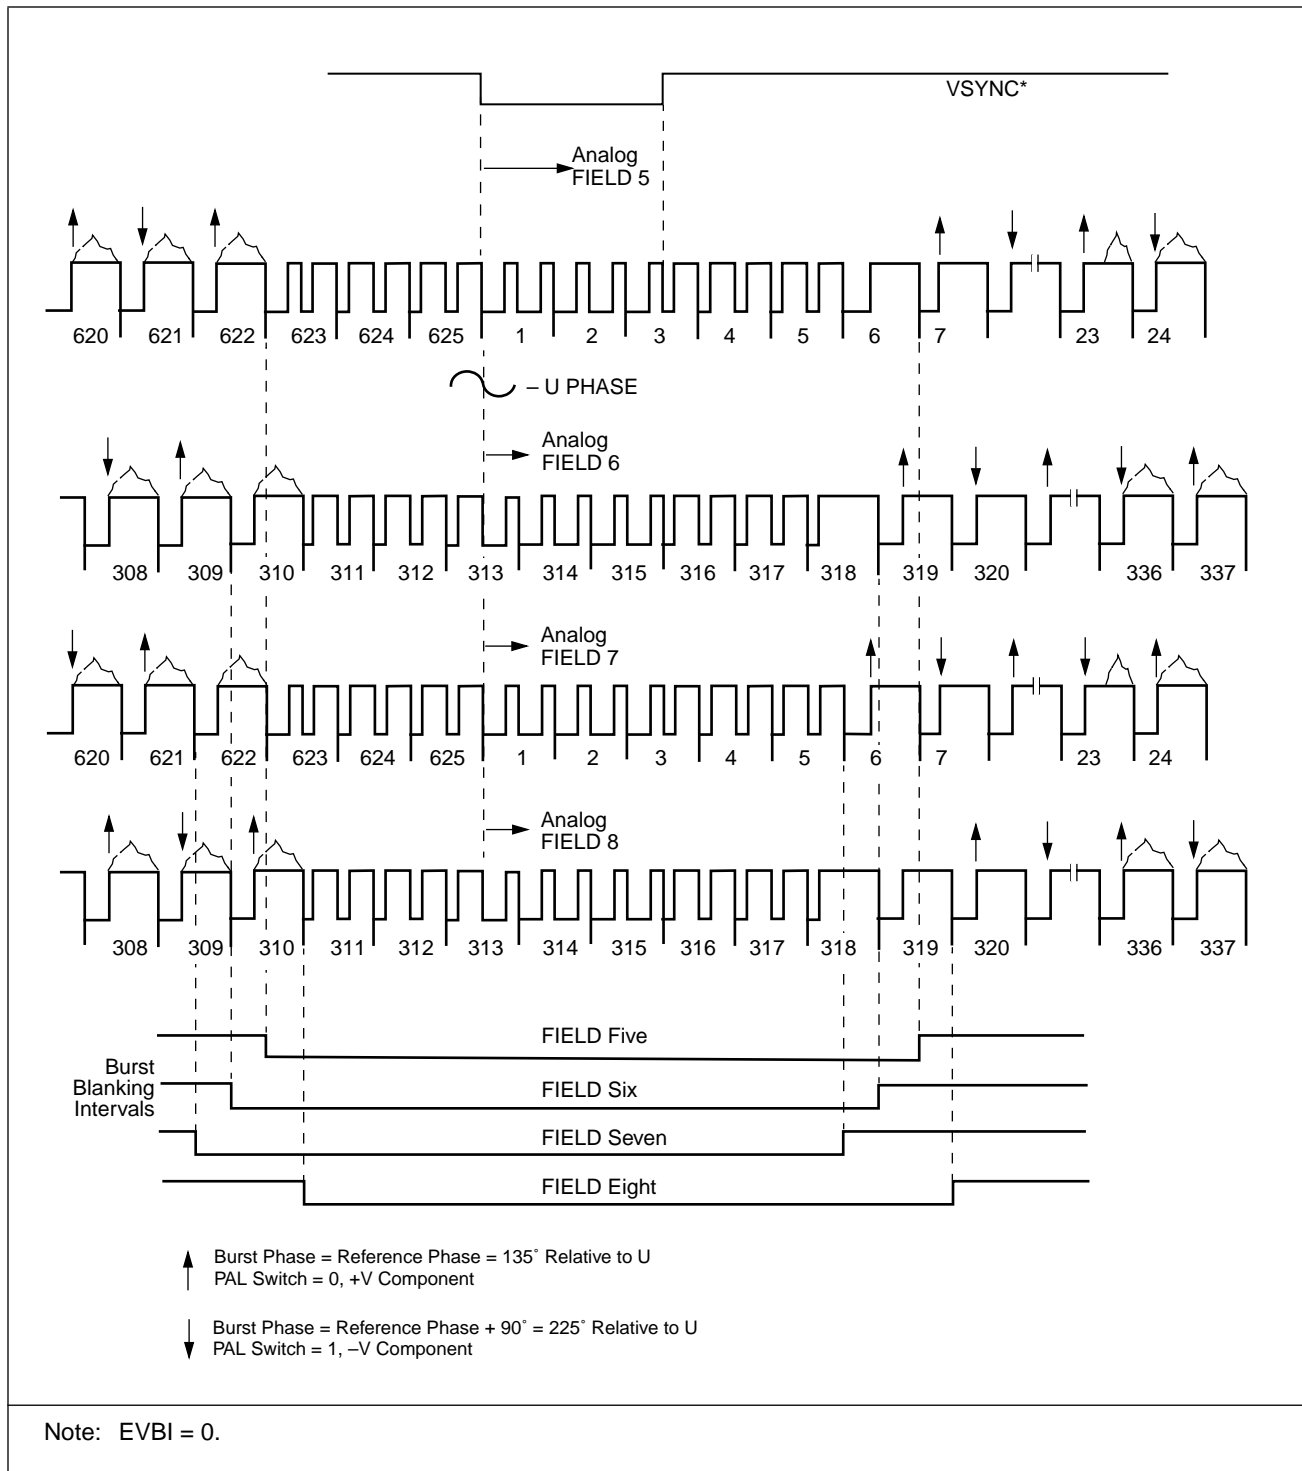 VSYNC*
Analog
FIELD 5
620 621 622 623 624 625 1 2 3 4 5 6 7 23 24
– U PHASE
Analog
FIELD 6
308 309 310 311 312 313 314 315 316 317 318 319 320 336 337
Analog
FIELD 7
620 621 622 623 624 625 1 2 3 4 5 6 7 23 24
Analog
FIELD 8
308 309 310 311 312 313 314 315 316 317 318 319 320 336 337
FIELD Five
Burst
Blanking
Intervals
FIELD Six
FIELD Seven
FIELD Eight
Burst Phase = Reference Phase = 135˚ Relative to U
PAL Switch = 0, +V Component
Burst Phase = Reference Phase + 90˚ = 225˚ Relative to U
PAL Switch = 1, –V Component
Note: EVBI = 0.